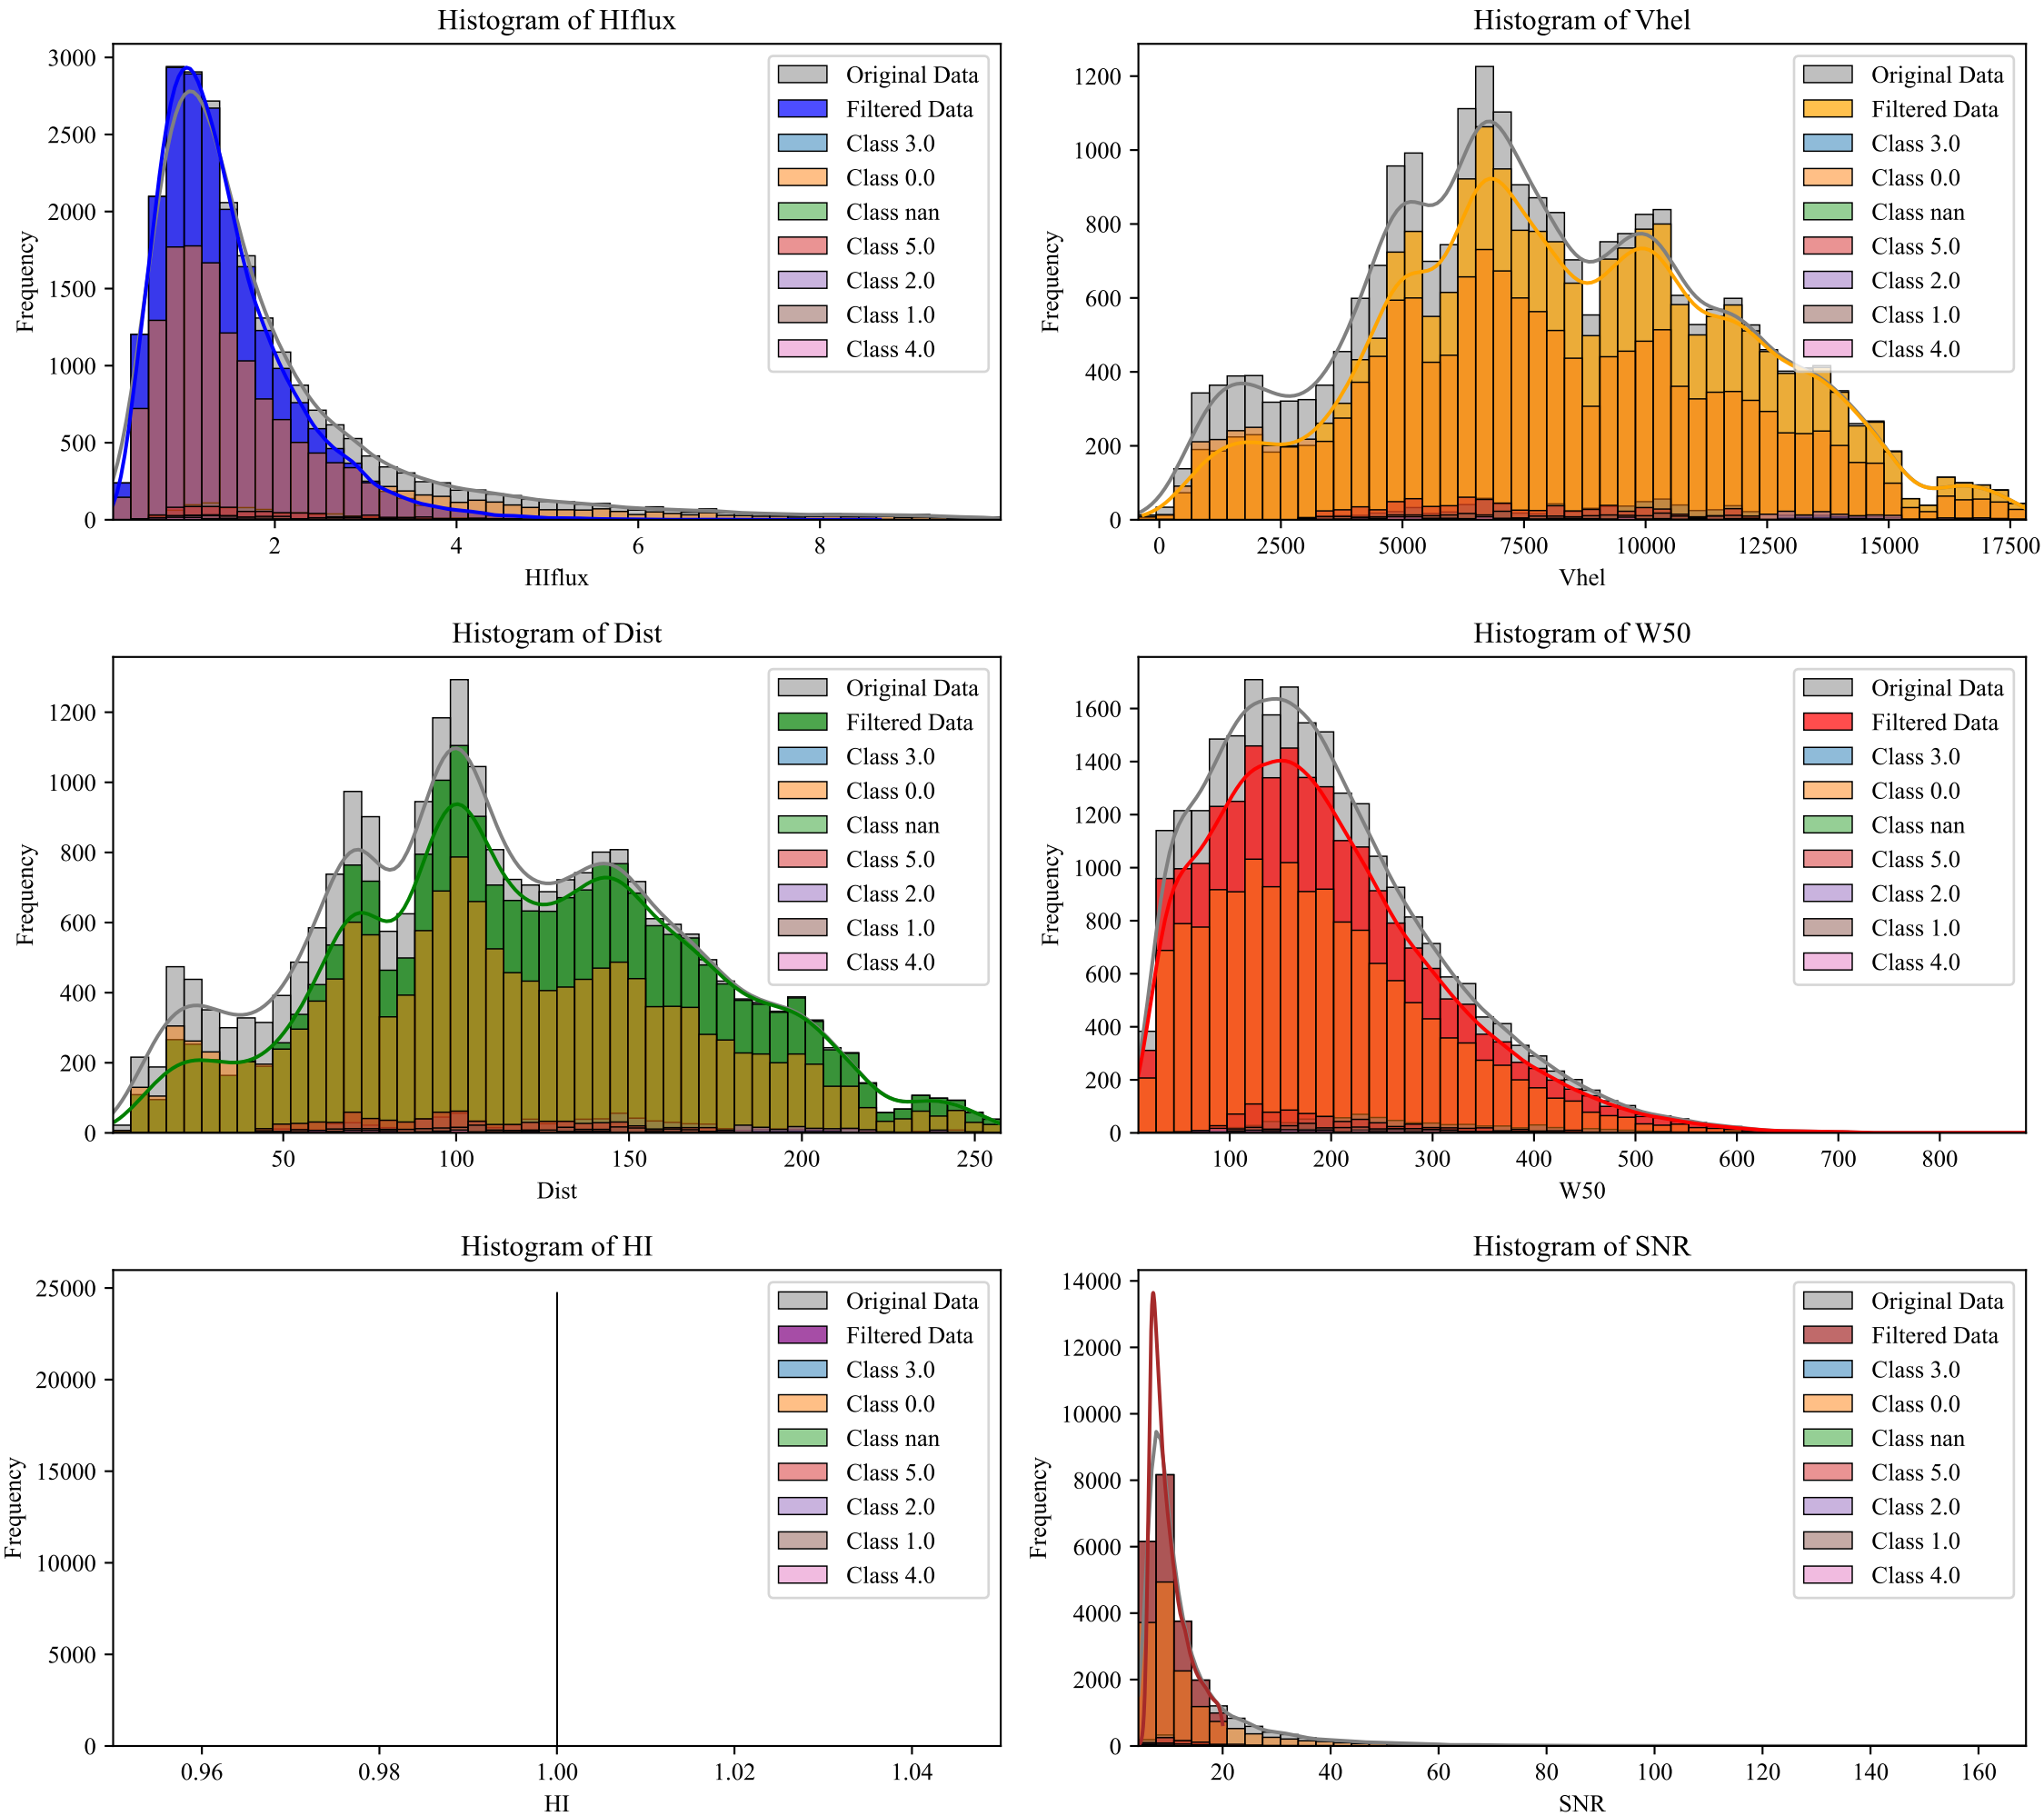 Histogram of HIflux
3000
2500
2000
1500
1000
500
0
Frequency
2 4 6 8
HIflux
Original Data
Filtered Data
Class 3.0
Class 0.0
Class nan
Class 5.0
Class 2.0
Class 1.0
Class 4.0
Histogram of Vhel
1200
1000
800
600
400
200
0
Frequency
0 2500 5000 7500 10000 12500 15000 17500
Vhel
Original Data
Filtered Data
Class 3.0
Class 0.0
Class nan
Class 5.0
Class 2.0
Class 1.0
Class 4.0
Histogram of Dist
1200
1000
800
600
400
200
0
Frequency
50 100 150 200 250
Dist
Original Data
Filtered Data
Class 3.0
Class 0.0
Class nan
Class 5.0
Class 2.0
Class 1.0
Class 4.0
Histogram of W50
1600
1400
1200
1000
800
600
400
200
0
Frequency
100 200 300 400 500 600 700 800
W50
Original Data
Filtered Data
Class 3.0
Class 0.0
Class nan
Class 5.0
Class 2.0
Class 1.0
Class 4.0
Histogram of HI
25000
20000
15000
10000
5000
0
Frequency
0.96 0.98 1.00 1.02 1.04
HI
Original Data
Filtered Data
Class 3.0
Class 0.0
Class nan
Class 5.0
Class 2.0
Class 1.0
Class 4.0
Histogram of SNR
14000
12000
10000
8000
6000
4000
2000
0
Frequency
20 40 60 80 100 120 140 160
SNR
Original Data
Filtered Data
Class 3.0
Class 0.0
Class nan
Class 5.0
Class 2.0
Class 1.0
Class 4.0